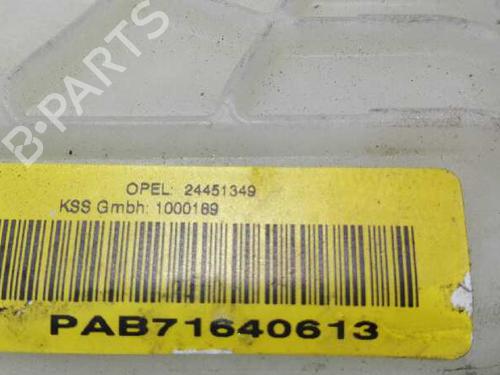 B-PARTS
OPEL: 24451349
KSS Gmbh: 1000189
PAB71640613